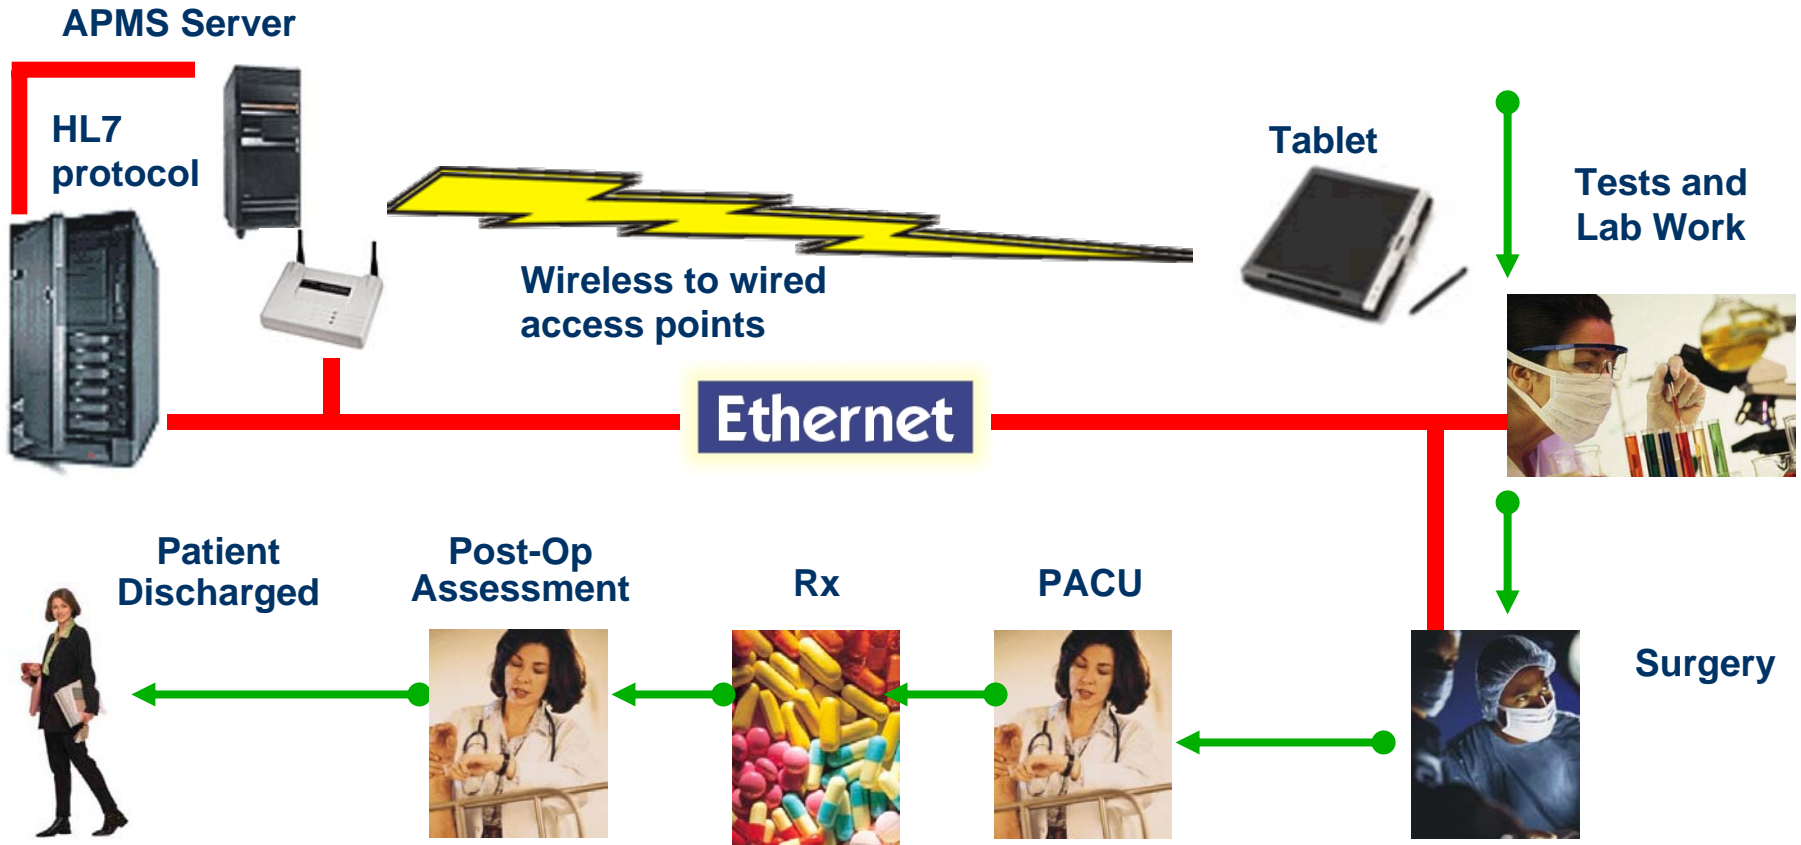 APMS Server
HL7
protocol
Tablet
Tests and
Lab Work
Wireless to wired
access points
Ethernet
Patient
Discharged
Post-Op
Assessment
Rx
PACU
Surgery